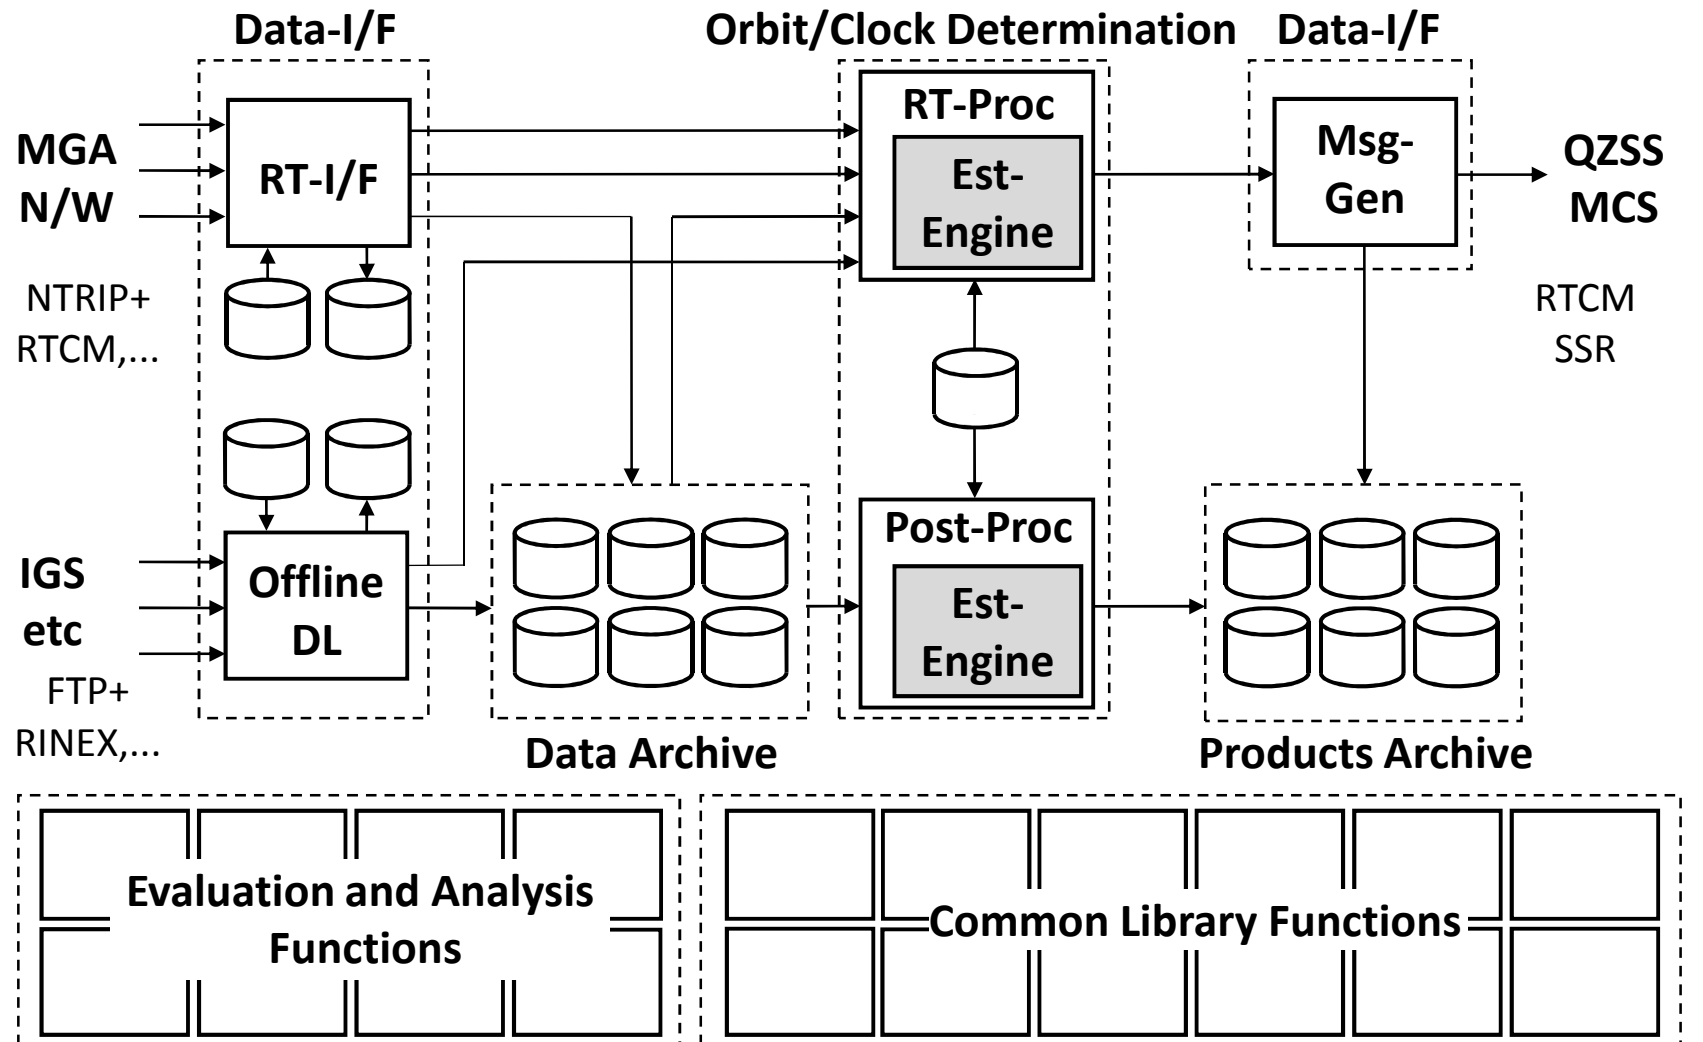 Data-I/F
Orbit/Clock Determination
Data-I/F
MGA
N/W
NTRIP+
RTCM,...
RT-I/F
RT-Proc
Est-
Engine
Msg-
Gen
QZSS
MCS
RTCM
SSR
IGS
etc
FTP+
RINEX,...
Offline
DL
Post-Proc
Est-
Engine
Data Archive
Products Archive
Evaluation and Analysis
Functions
Common Library Functions